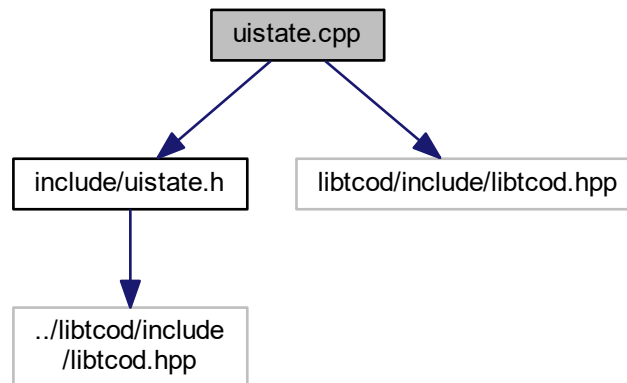 uistate.cpp
include/uistate.h
libtcod/include/libtcod.hpp
../libtcod/include
/libtcod.hpp